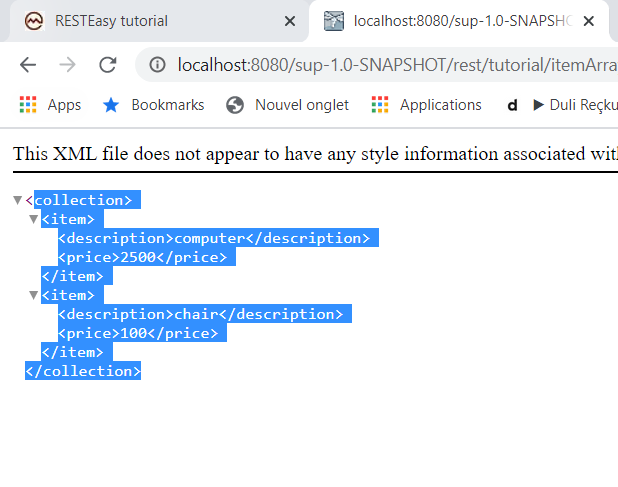 RESTEasy tutorial
localhost:8080/sup-1.0-SNAPSHO
localhost:8080/sup-1.0-SNAPSHOT/rest/tutorial/itemArra
Apps Bookmarks Nouvel onglet Applications d Duli Reçku
This XML file does not appear to have any style information associated with
<collection>
<item>
<description>computer</description>
<price>2500</price>
</item>
<item>
<description>chair</description>
<price>100</price>
</item>
</collection>